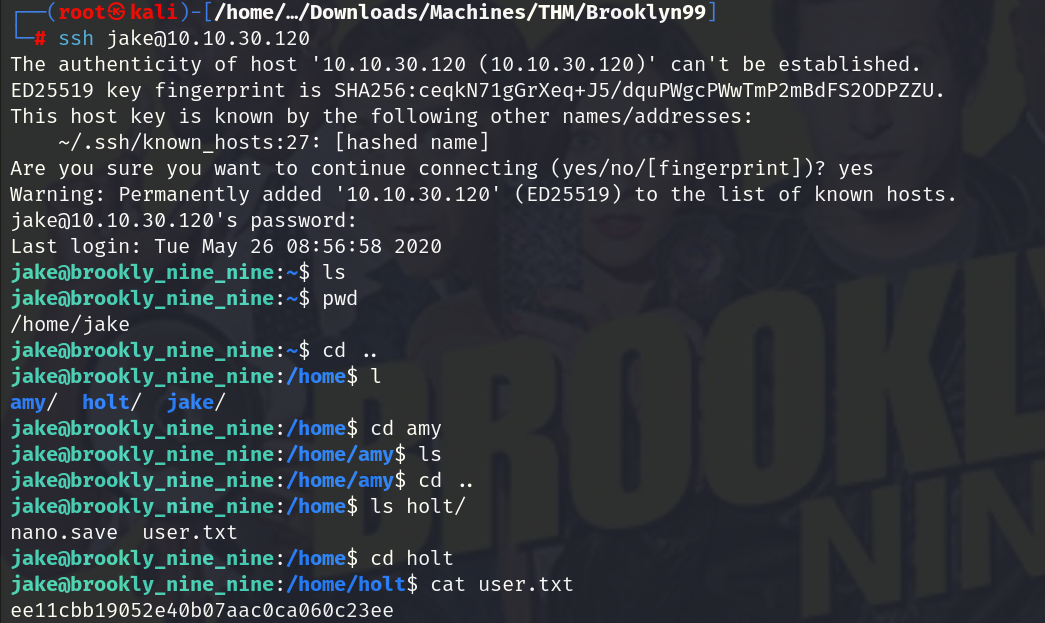 ┌──(root㉿kali)-[/home/…/Downloads/Machines/THM/Brooklyn99]
└─# ssh jake@10.10.30.120
The authenticity of host '10.10.30.120 (10.10.30.120)' can't be established.
ED25519 key fingerprint is SHA256:ceqkN71gGrXeq+J5/dquPWgcPWwTmP2mBdFS2ODPZZU.
This host key is known by the following other names/addresses:
    ~/.ssh/known_hosts:27: [hashed name]
Are you sure you want to continue connecting (yes/no/[fingerprint])? yes
Warning: Permanently added '10.10.30.120' (ED25519) to the list of known hosts.
jake@10.10.30.120's password:
Last login: Tue May 26 08:56:58 2020
jake@brookly_nine_nine:~$ ls
jake@brookly_nine_nine:~$ pwd
/home/jake
jake@brookly_nine_nine:~$ cd ..
jake@brookly_nine_nine:/home$ l
amy/  holt/  jake/
jake@brookly_nine_nine:/home$ cd amy
jake@brookly_nine_nine:/home/amy$ ls
jake@brookly_nine_nine:/home/amy$ cd ..
jake@brookly_nine_nine:/home$ ls holt/
nano.save  user.txt
jake@brookly_nine_nine:/home$ cd holt
jake@brookly_nine_nine:/home/holt$ cat user.txt
ee11cbb19052e40b07aac0ca060c23ee
BROOKLY
NIN